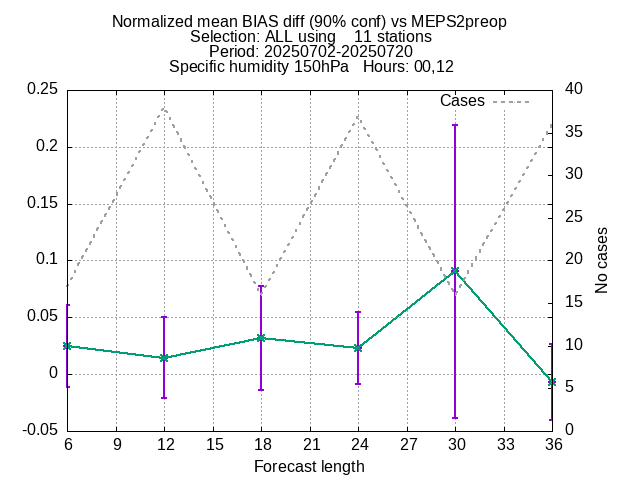 Normalized mean BIAS diff (90% conf) vs MEPS2preop
Selection: ALL using    11 stations
Period: 20250702-20250720
Specific humidity 150hPa   Hours: 00,12
Cases
0.25
0.2
0.15
0.1
0.05
0
-0.05
40
35
30
25
20
15
10
5
0
No cases
6 9 12 15 18 21 24 27 30 33 36
Forecast length